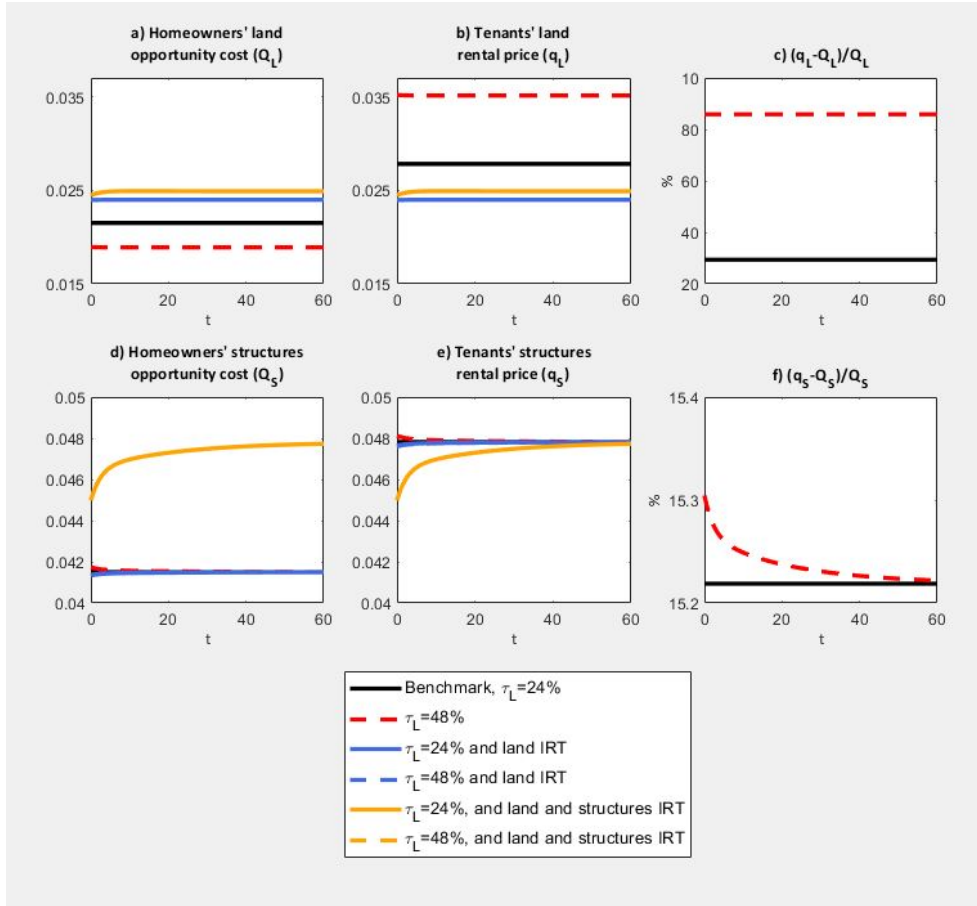 a) Homeowners' land
opportunity cost (Q_L)
b) Tenants' land
rental price (q_L)
c) (q_L-Q_L)/Q_L
0.035
0.025
0.015
0 20 40 60
t
0.035
0.025
0.015
0 20 40 60
t
%
10
80
60
40
20
0 20 40 60
t
d) Homeowners' structures
opportunity cost (Q_S)
e) Tenants' structures
rental price (q_S)
f) (q_S-Q_S)/Q_S
0.05
0.048
0.046
0.044
0.042
0.04
0 20 40 60
t
0.05
0.048
0.046
0.044
0.042
0.04
0 20 40 60
t
%
15.4
15.3
15.2
0 20 40 60
t
Benchmark, τ_L=24%
τ_L=48%
τ_L=24% and land IRT
τ_L=48% and land IRT
τ_L=24%, and land and structures IRT
τ_L=48%, and land and structures IRT